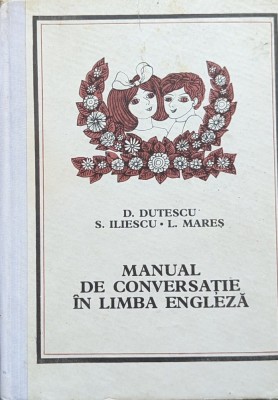 D. DUTESCU
S. ILIESCU • L. MAREȘ
MANUAL
DE CONVERSAȚIE
ÎN LIMBA ENGLEZĂ